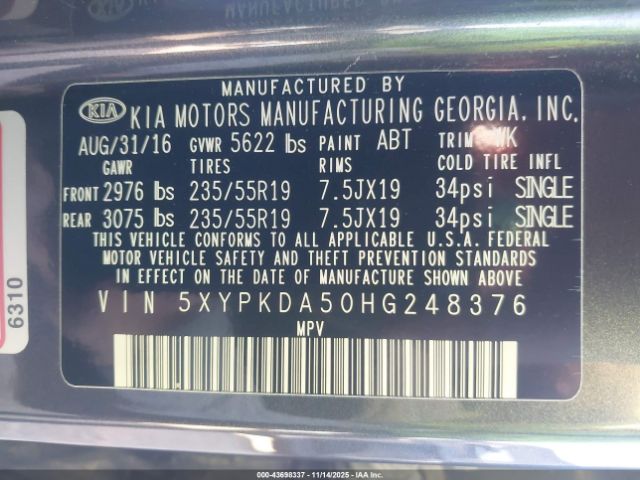 MANUFACTURED BY
KIA KIA MOTORS MANUFACTURING GEORGIA, INC.
AUG/31/16 GVWR 5622 lbs PAINT ABT TRIM WK
GAWR TIRES RIMS COLD TIRE INFL
FRONT 2976 lbs 235/55R19 7.5JX19 34psi SINGLE
REAR 3075 lbs 235/55R19 7.5JX19 34psi SINGLE
THIS VEHICLE CONFORMS TO ALL APPLICABLE U.S.A. FEDERAL
MOTOR VEHICLE SAFETY AND THEFT PREVENTION STANDARDS
IN EFFECT ON THE DATE OF MANUFACTURE SHOWN ABOVE.
VIN 5XYPKDA50HG248376
MPV
6310
000-43698337 - 11/14/2025 - IAA Inc.